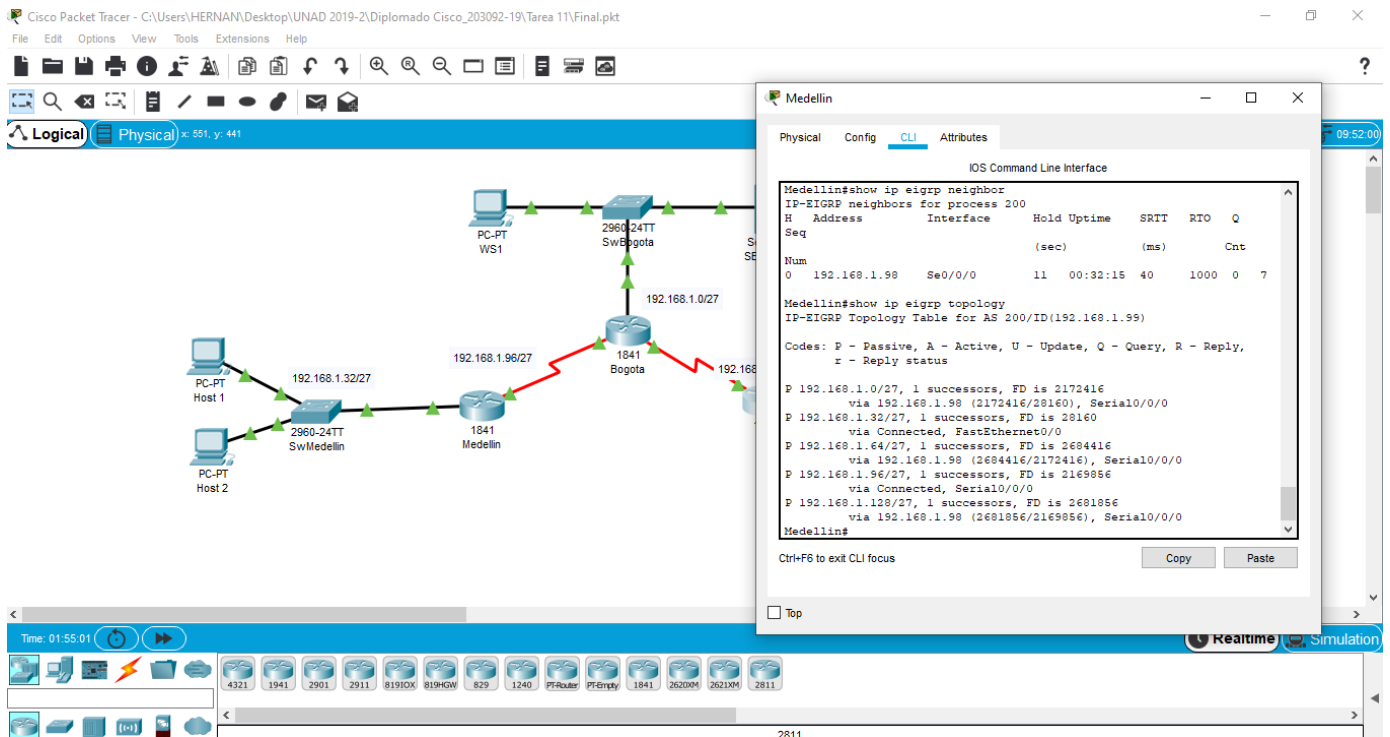 Cisco Packet Tracer - C:\Users\HERNAN\Desktop\UNAD 2019-2\Diplomado Cisco_203092-19\Tarea 11\Final.pkt
File Edit Options View Tools Extensions Help
?
Logical Physical x: 551, y: 441
09:52:00
PC-PT
WS1
2960-24TT
SwBogota
192.168.1.0/27
1841
Bogota
192.168.1.96/27
192.168
PC-PT
Host 1
192.168.1.32/27
2960-24TT
SwMedellin
1841
Medellin
PC-PT
Host 2
Medellin
Physical Config CLI Attributes
IOS Command Line Interface
Medellin#show ip eigrp neighbor
IP-EIGRP neighbors for process 200
H Address Interface Hold Uptime SRTT RTO Q
Seq
(sec) (ms) Cnt
Num
0 192.168.1.98 Se0/0/0 11 00:32:15 40 1000 0 7
Medellin#show ip eigrp topology
IP-EIGRP Topology Table for AS 200/ID(192.168.1.99)
Codes: P - Passive, A - Active, U - Update, Q - Query, R - Reply,
r - Reply status
P 192.168.1.0/27, 1 successors, FD is 2172416
via 192.168.1.98 (2172416/28160), Serial0/0/0
P 192.168.1.32/27, 1 successors, FD is 28160
via Connected, FastEthernet0/0
P 192.168.1.64/27, 1 successors, FD is 2684416
via 192.168.1.98 (2684416/2172416), Serial0/0/0
P 192.168.1.96/27, 1 successors, FD is 2169856
via Connected, Serial0/0/0
P 192.168.1.128/27, 1 successors, FD is 2681856
via 192.168.1.98 (2681856/2169856), Serial0/0/0
Medellin#
Ctrl+F6 to exit CLI focus
Copy Paste
Top
Time: 01:55:01
Realtime Simulation
4321 1941 2901 2911 819IOX 819HGW 829 1240 PT-Router PT-Empty 1841 2620XM 2621XM 2811
2811